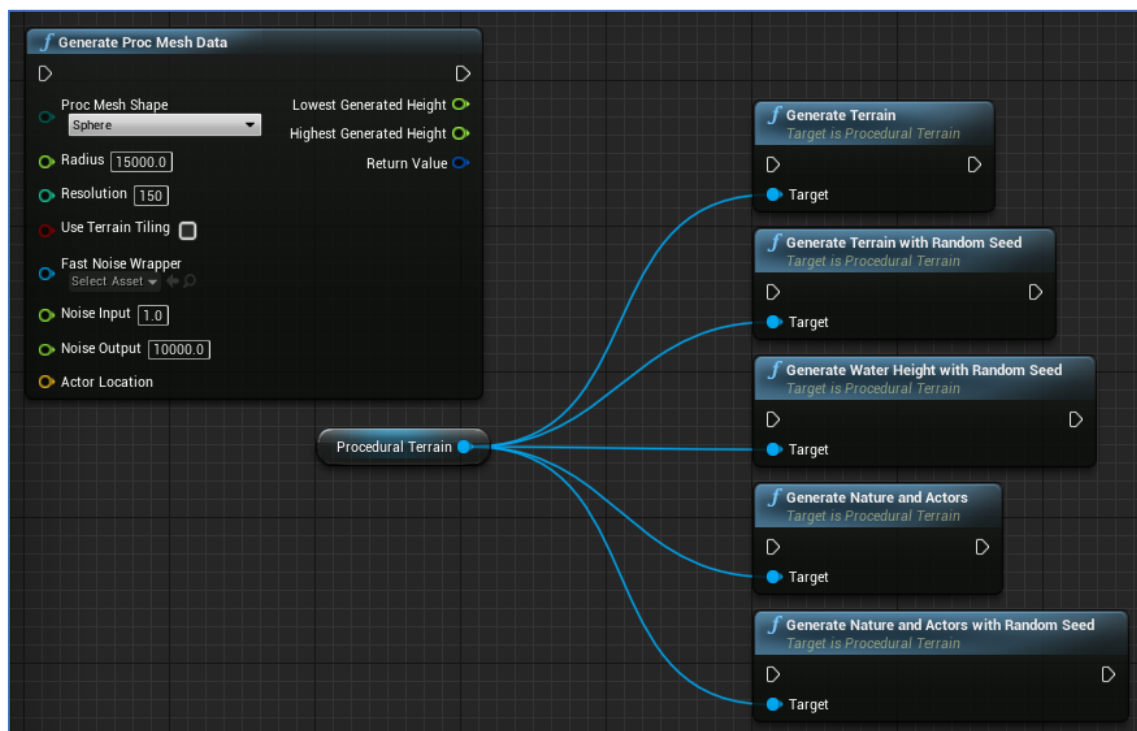 Generate Proc Mesh Data
Proc Mesh Shape
Sphere
Lowest Generated Height
Highest Generated Height
Return Value
Radius 15000.0
Resolution 150
Use Terrain Tiling
Fast Noise Wrapper
Select Asset
Noise Input 1.0
Noise Output 10000.0
Actor Location
Procedural Terrain
Generate Terrain
Target is Procedural Terrain
Target
Generate Terrain with Random Seed
Target is Procedural Terrain
Target
Generate Water Height with Random Seed
Target is Procedural Terrain
Target
Generate Nature and Actors
Target is Procedural Terrain
Target
Generate Nature and Actors with Random Seed
Target is Procedural Terrain
Target